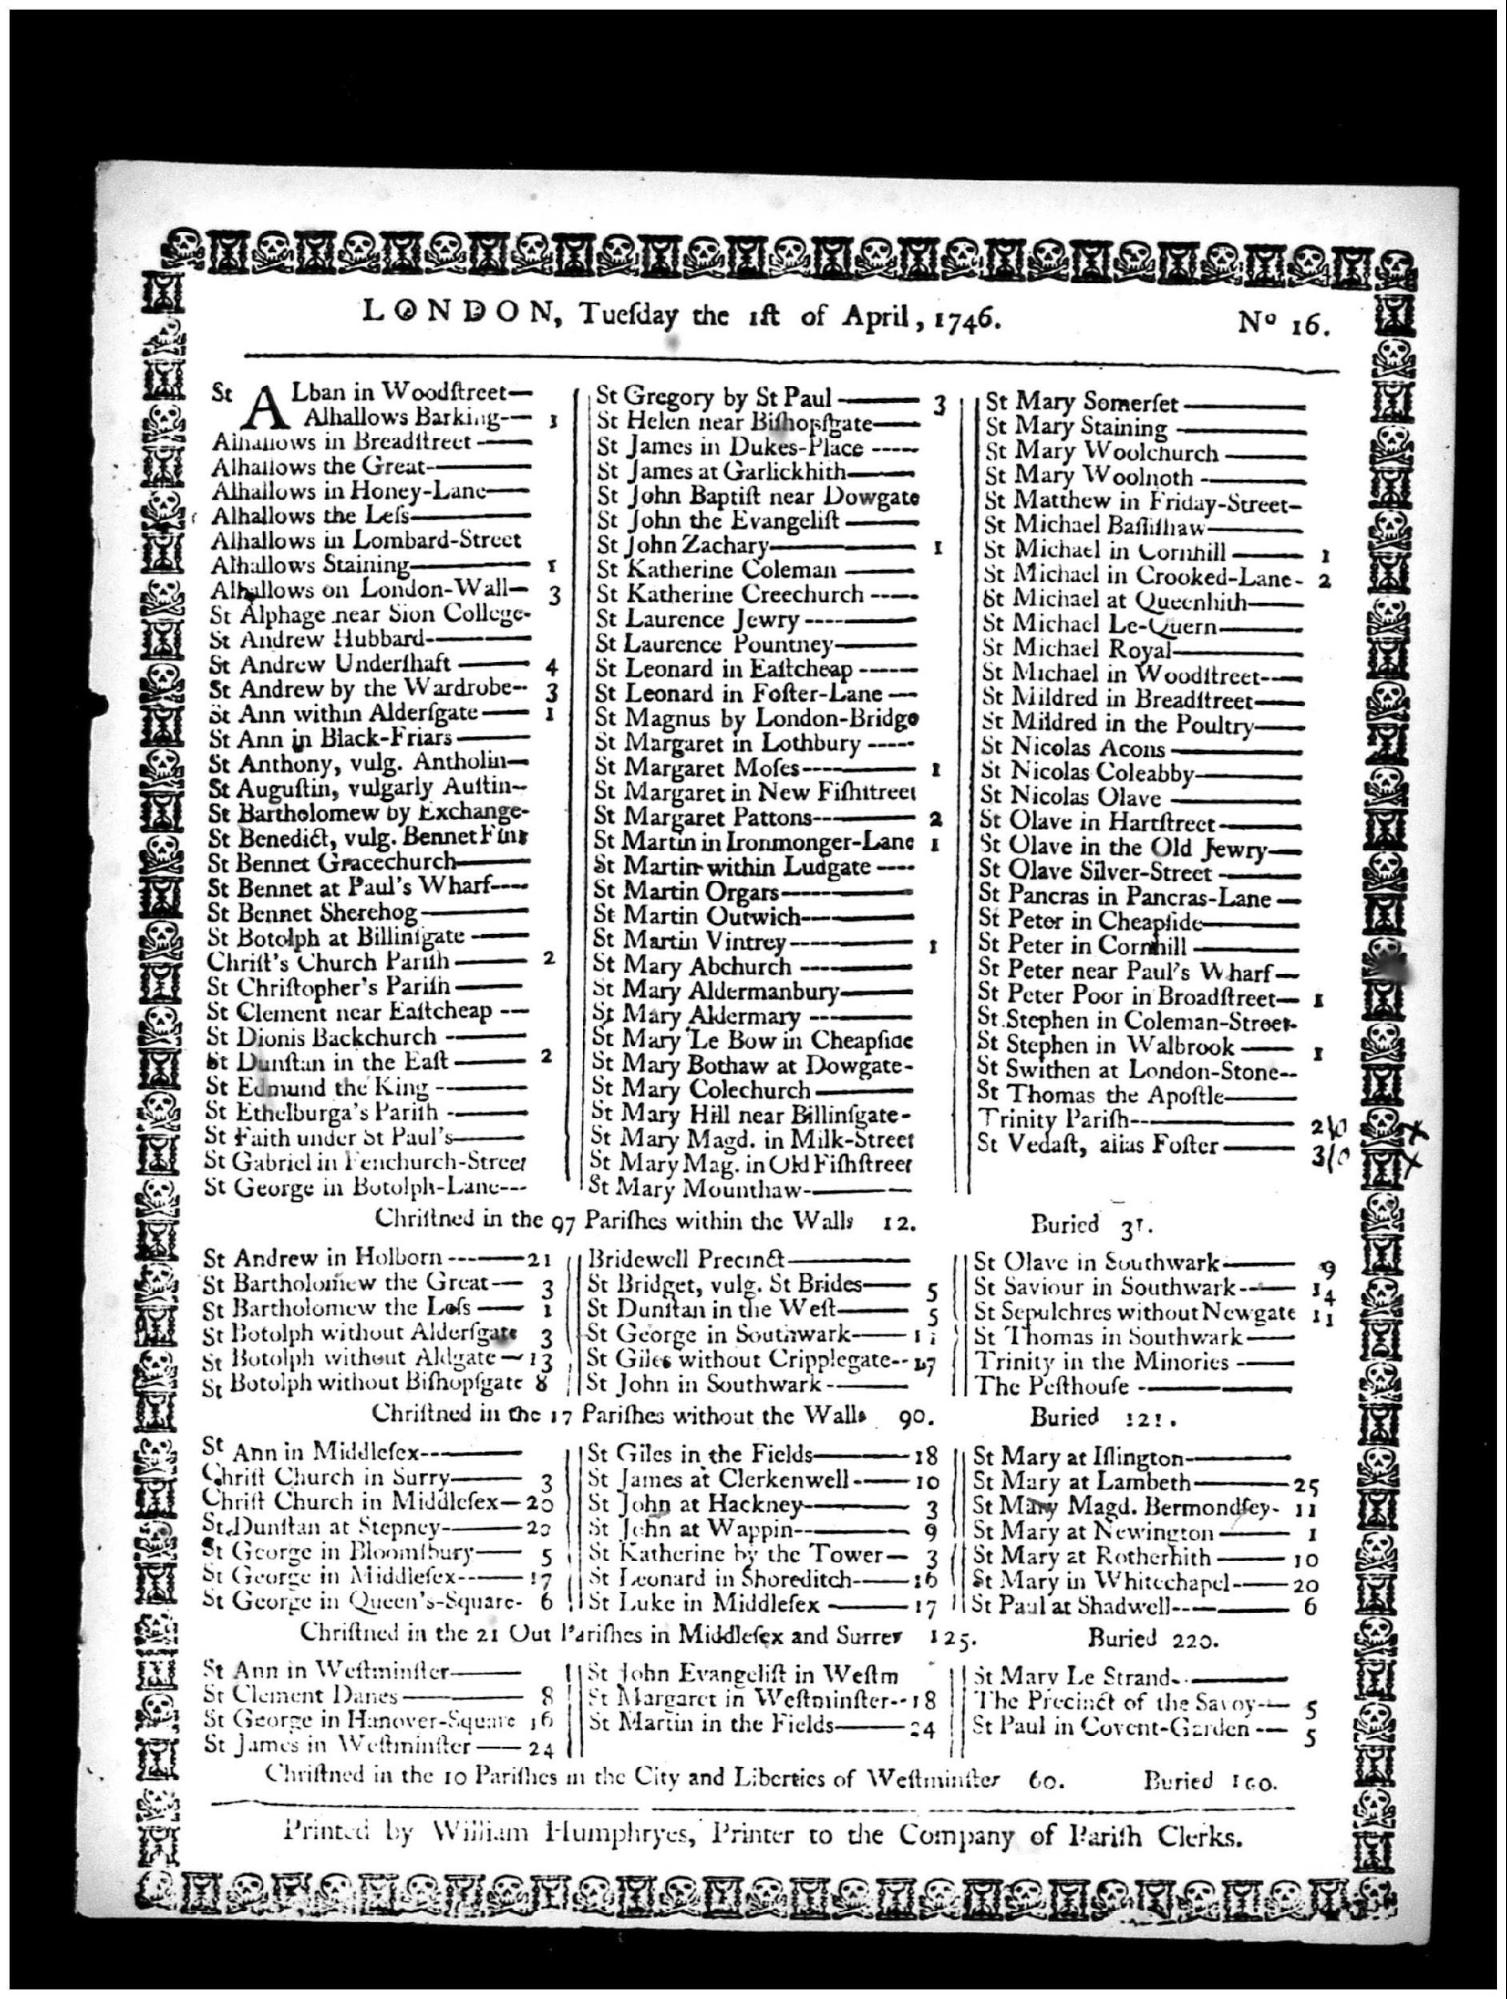 LONDON, Tueſday the 1ſt of April, 1746. No 16.
St ALban in Woodſtreet—
Alhallows Barking-— 1
Alhallows in Breadſtreet ——
Alhallows the Great-——
Alhallows in Honey-Lane—
Alhallows the Leſs——
Alhallows in Lombard-Street
Alhallows Staining—— 1
Alhallows on London-Wall— 3
St Alphage near Sion College-
St Andrew Hubbard-——
St Andrew Underſhaft —— 4
St Andrew by the Wardrobe-- 3
St Ann within Alderſgate — 1
St Ann in Black-Friars ——
St Anthony, vulg. Antholin—
St Auguſtin, vulgarly Auſtin--
St Bartholomew by Exchange-
St Benedict, vulg. Bennet Fink
St Bennet Gracechurch——
St Bennet at Paul's Wharf---
St Bennet Sherehog ——
St Botolph at Billinſgate ——
Chriſt's Church Pariſh —— 2
St Chriſtopher's Pariſh ——
St Clement near Eaſtcheap ---
St Dionis Backchurch ——
St Dunſtan in the Eaſt —— 2
St Edmund the King --——
St Ethelburga's Pariſh -——
St Faith under St Paul's——
St Gabriel in Fenchurch-Street
St George in Botolph-Lane---
St Gregory by St Paul —— 3
St Helen near Biſhopſgate——
St James in Dukes-Place -----
St James at Garlickhith——
St John Baptiſt near Dowgate
St John the Evangeliſt ——
St John Zachary—— 1
St Katherine Coleman ——
St Katherine Creechurch -----
St Laurence Jewry ----——
St Laurence Pountney——
St Leonard in Eaſtcheap ------
St Leonard in Foſter-Lane —
St Magnus by London-Bridge
St Margaret in Lothbury -----
St Margaret Moſes----—— 1
St Margaret in New Fiſhſtreet
St Margaret Pattons--—— 2
St Martin in Ironmonger-Lane 1
St Martin within Ludgate ----
St Martin Orgars-----——
St Martin Outwich----——
St Martin Vintrey-----—— 1
St Mary Abchurch ----——
St Mary Aldermanbury——
St Mary Aldermary ---——
St Mary Le Bow in Cheapſide
St Mary Bothaw at Dowgate-
St Mary Colechurch ——
St Mary Hill near Billinſgate-
St Mary Magd. in Milk-Street
St Mary Mag. in Old Fiſhſtreet
St Mary Mounthaw-——
St Mary Somerſet ——
St Mary Staining ——
St Mary Woolchurch ——
St Mary Woolnoth -——
St Matthew in Friday-Street-
St Michael Baſſiſhaw——
St Michael in Cornhill —— 1
St Michael in Crooked-Lane- 2
St Michael at Queenhith——
St Michael Le-Quern——
St Michael Royal——
St Michael in Woodſtreet-—
St Mildred in Breadſtreet——
St Mildred in the Poultry——
St Nicolas Acons ——
St Nicolas Coleabby——
St Nicolas Olave ——
St Olave in Hartſtreet——
St Olave in the Old Jewry—
St Olave Silver-Street -——
St Pancras in Pancras-Lane —
St Peter in Cheapſide——
St Peter in Cornhill ——
St Peter near Paul's Wharf—
St Peter Poor in Broadſtreet— 1
St Stephen in Coleman-Street-
St Stephen in Walbrook —— 1
St Swithen at London-Stone--
St Thomas the Apoſtle——
Trinity Pariſh--—— 2/0 x
St Vedaſt, alias Foſter —— 3/0 x
Chriſtned in the 97 Pariſhes within the Walls 12. Buried 31.
St Andrew in Holborn ---—21
St Bartholomew the Great— 3
St Bartholomew the Leſs — 1
St Botolph without Alderſgate 3
St Botolph without Aldgate —13
St Botolph without Biſhopſgate 8
Bridewell Precinct——
St Bridget, vulg. St Brides— 5
St Dunſtan in the Weſt—— 5
St George in Southwark—— 11
St Giles without Cripplegate-- 17
St John in Southwark -——
St Olave in Southwark—— 9
St Saviour in Southwark--— 14
St Sepulchres without Newgate 11
St Thomas in Southwark——
Trinity in the Minories -——
The Peſthouſe -——
Chriſtned in the 17 Pariſhes without the Walls 90. Buried 121.
St Ann in Middleſex--——
Chriſt Church in Surry—— 3
Chriſt Church in Middleſex—20
St Dunſtan at Stepney-——20
St George in Bloomſbury— 5
St George in Middleſex--—17
St George in Queen's-Square- 6
St Giles in the Fields——18
St James at Clerkenwell-—10
St John at Hackney—— 3
St John at Wappin--—— 9
St Katherine by the Tower— 3
St Leonard in Shoreditch-—16
St Luke in Middleſex ——17
St Mary at Iſlington-——
St Mary at Lambeth——25
St Mary Magd. Bermondſey- 11
St Mary at Newington —— 1
St Mary at Rotherhith ——10
St Mary in Whitechapel-—20
St Paul at Shadwell---—— 6
Chriſtned in the 21 Out Pariſhes in Middleſex and Surrey 125. Buried 220.
St Ann in Weſtminſter——
St Clement Danes —— 8
St George in Hanover-Square 16
St James in Weſtminſter ——24
St John Evangeliſt in Weſtm
St Margaret in Weſtminſter--18
St Martin in the Fields——24
St Mary Le Strand-.——
The Precinct of the Savoy-— 5
St Paul in Covent-Garden --- 5
Chriſtned in the 10 Pariſhes in the City and Liberties of Weſtminſter 60. Buried 100.
Printed by William Humphryes, Printer to the Company of Pariſh Clerks.